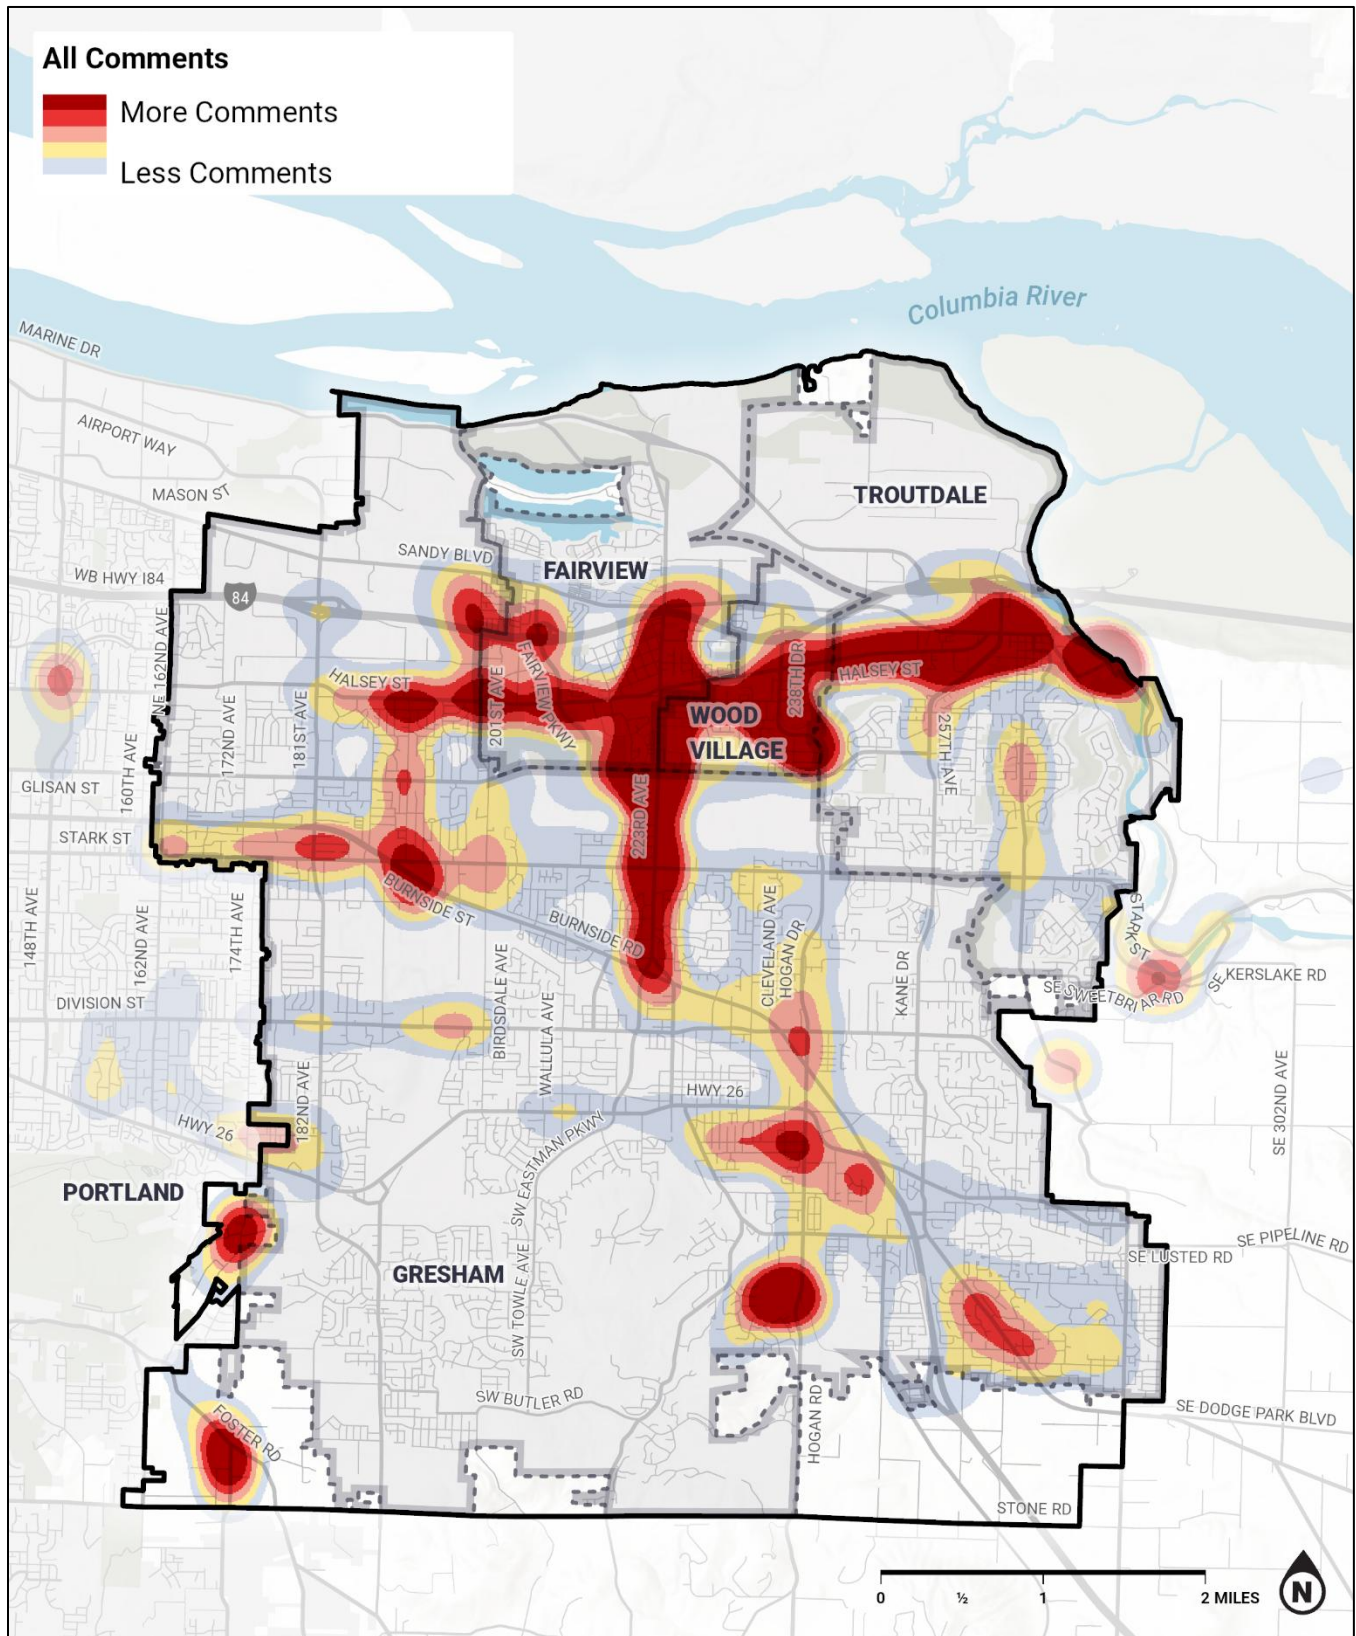 All Comments
More Comments
Less Comments
Columbia River
MARINE DR
AIRPORT WAY
MASON ST
TROUTDALE
SANDY BLVD
FAIRVIEW
WB HWY I84
84
NE 162ND AVE
HALSEY ST
FAIRVIEW PKWY
201ST AVE
238TH DR
HALSEY ST
172ND AVE
181ST AVE
WOOD
VILLAGE
257TH AVE
160TH AVE
GLISAN ST
223RD AVE
STARK ST
BURNSIDE ST
BURNSIDE RD
CLEVELAND AVE
HOGAN DR
148TH AVE
162ND AVE
174TH AVE
STARK ST
KANE DR
BIRDSDALE AVE
WALLULA AVE
SE KERSLAKE RD
SE SWEETBRIAR RD
DIVISION ST
182ND AVE
HWY 26
HWY 26
SE 302ND AVE
SW EASTMAN PKWY
PORTLAND
SW TOWLE AVE
GRESHAM
SE LUSTED RD
SE PIPELINE RD
SW BUTLER RD
HOGAN RD
SE DODGE PARK BLVD
FOSTER RD
STONE RD
0 ½ 1 2 MILES
N